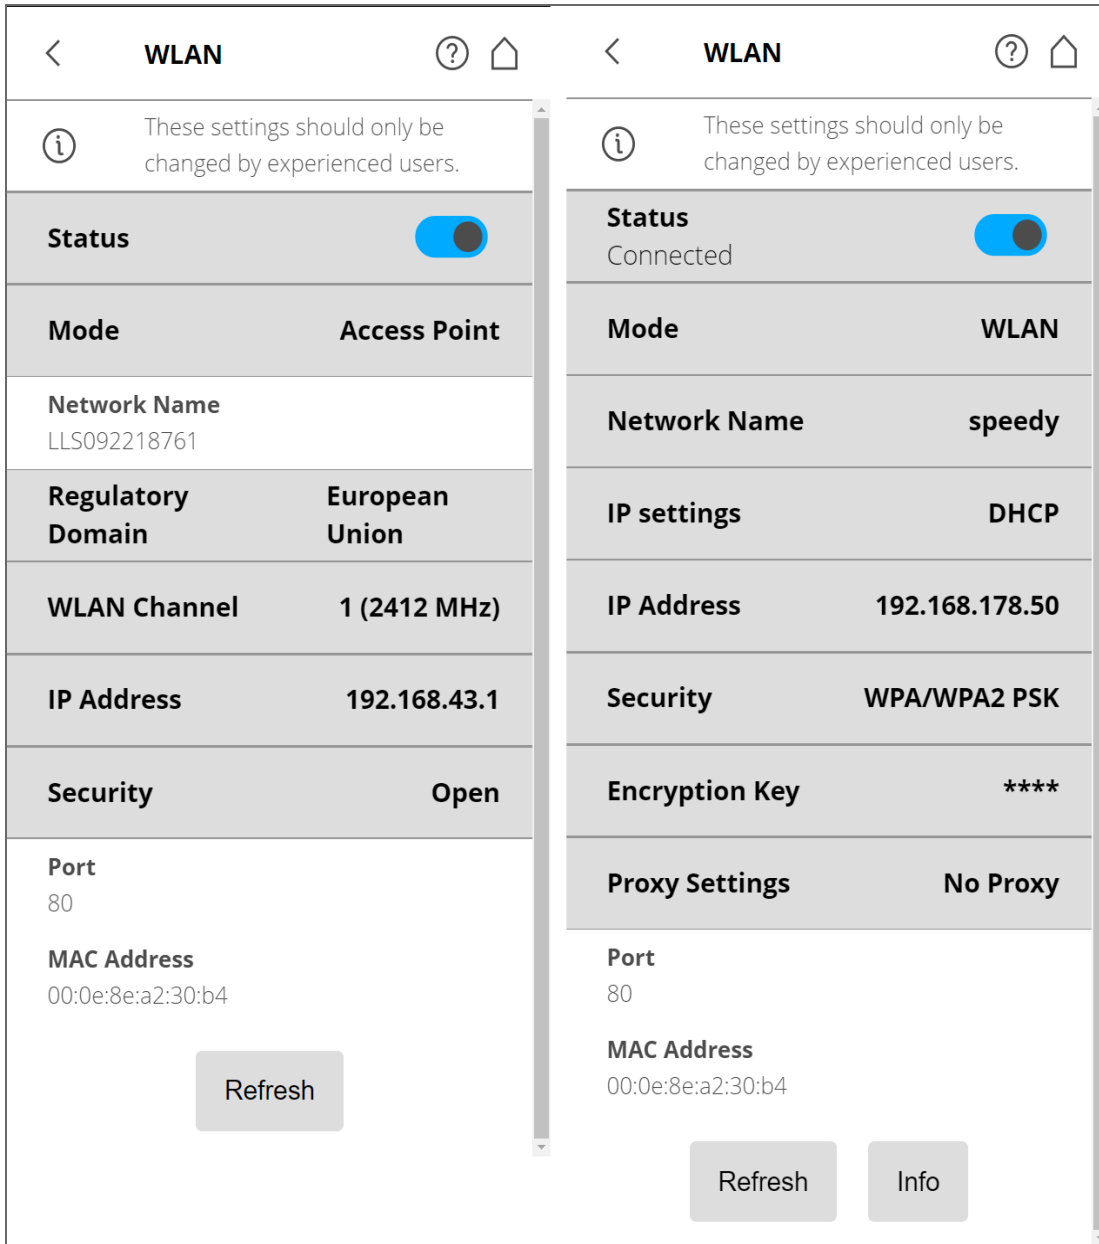 WLAN
These settings should only be
changed by experienced users.
Status
Mode
Access Point
Network Name
LLS092218761
Regulatory
Domain
European
Union
WLAN Channel
1 (2412 MHz)
IP Address
192.168.43.1
Security
Open
Port
80
MAC Address
00:0e:8e:a2:30:b4
Refresh
WLAN
These settings should only be
changed by experienced users.
Status
Connected
Mode
WLAN
Network Name
speedy
IP settings
DHCP
IP Address
192.168.178.50
Security
WPA/WPA2 PSK
Encryption Key
****
Proxy Settings
No Proxy
Port
80
MAC Address
00:0e:8e:a2:30:b4
Refresh
Info